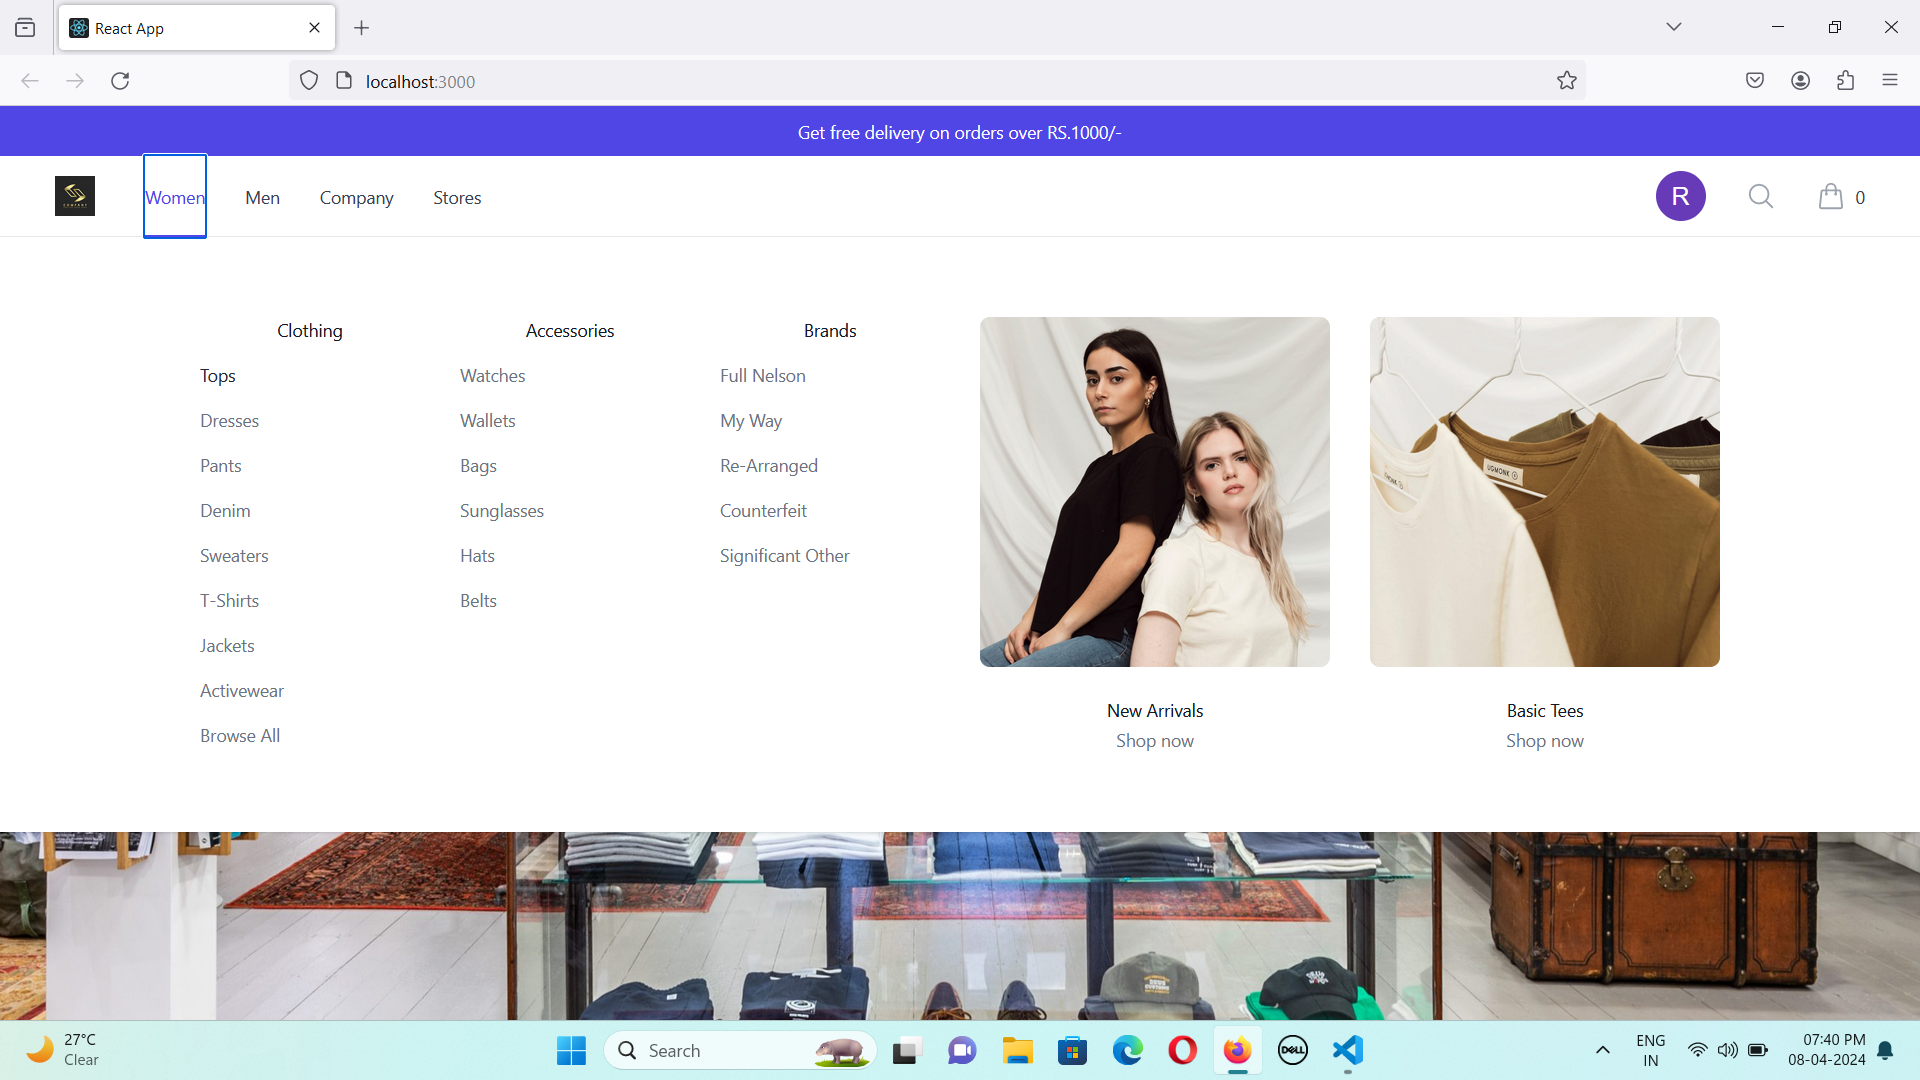 React App
localhost:3000
Get free delivery on orders over RS.1000/-
Women Men Company Stores
R
0
Clothing
Tops
Dresses
Pants
Denim
Sweaters
T-Shirts
Jackets
Activewear
Browse All
Accessories
Watches
Wallets
Bags
Sunglasses
Hats
Belts
Brands
Full Nelson
My Way
Re-Arranged
Counterfeit
Significant Other
UGMONK
New Arrivals
Shop now
Basic Tees
Shop now
27°C
Clear
Search
DELL
ENG
IN
07:40 PM
08-04-2024